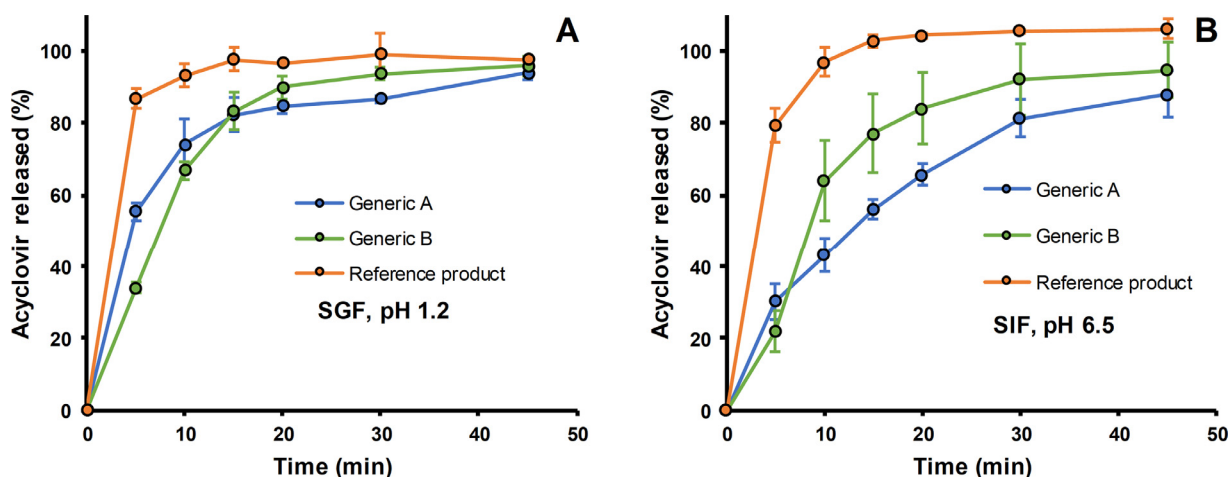 A
Acyclovir released (%)
100
80
60
40
20
0
Generic A
Generic B
Reference product
SGF, pH 1.2
0 10 20 30 40 50
Time (min)
B
Acyclovir released (%)
100
80
60
40
20
0
Generic A
Generic B
Reference product
SIF, pH 6.5
0 10 20 30 40 50
Time (min)